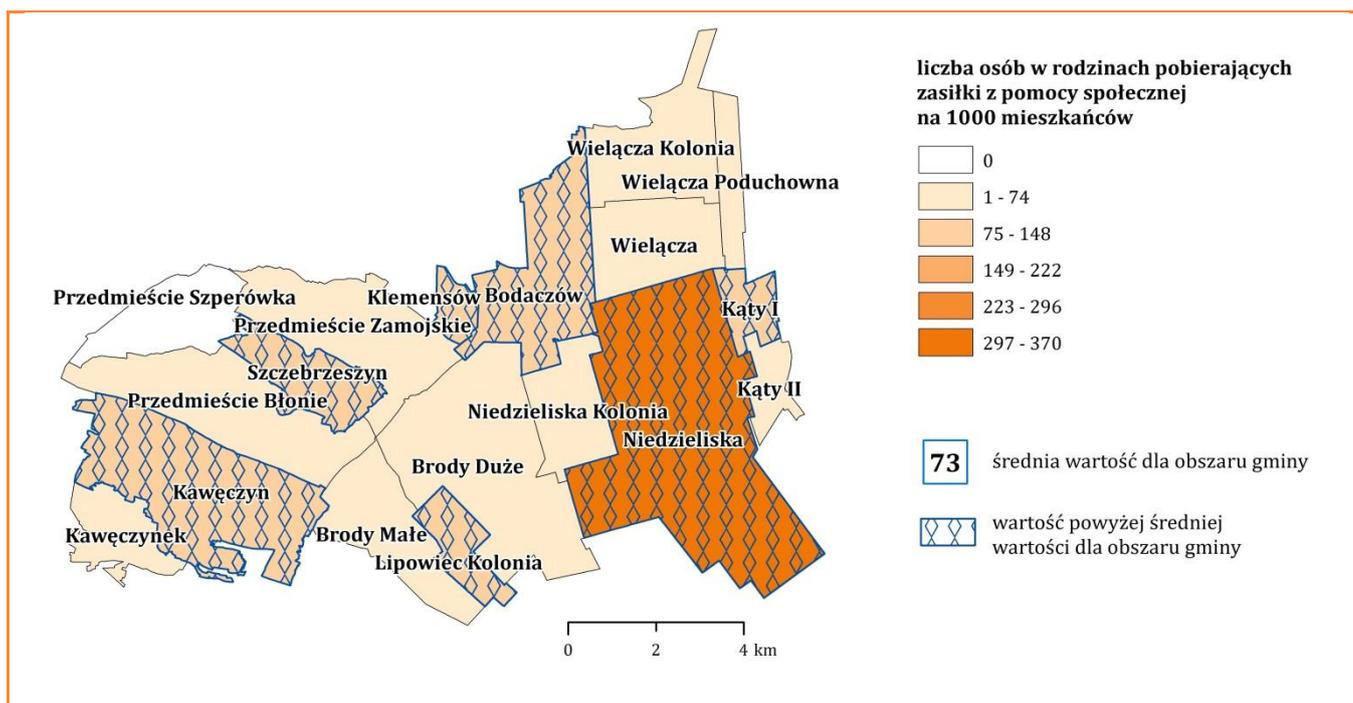 liczba osób w rodzinach pobierających
zasiłki z pomocy społecznej
na 1000 mieszkańców
0
1 - 74
75 - 148
149 - 222
223 - 296
297 - 370
73
średnia wartość dla obszaru gminy
wartość powyżej średniej
wartości dla obszaru gminy
Wielącza Kolonia
Wielącza Poduchowna
Wielącza
Przedmieście Szperówka
Klemensów
Bodaczów
Kąty I
Przedmieście Zamojskie
Szczebrzeszyn
Kąty II
Przedmieście Błonie
Niedzieliska Kolonia
Niedzieliska
Brody Duże
Kawęczyn
Kawęczynek
Brody Małe
Lipowiec Kolonia
0
2
4 km